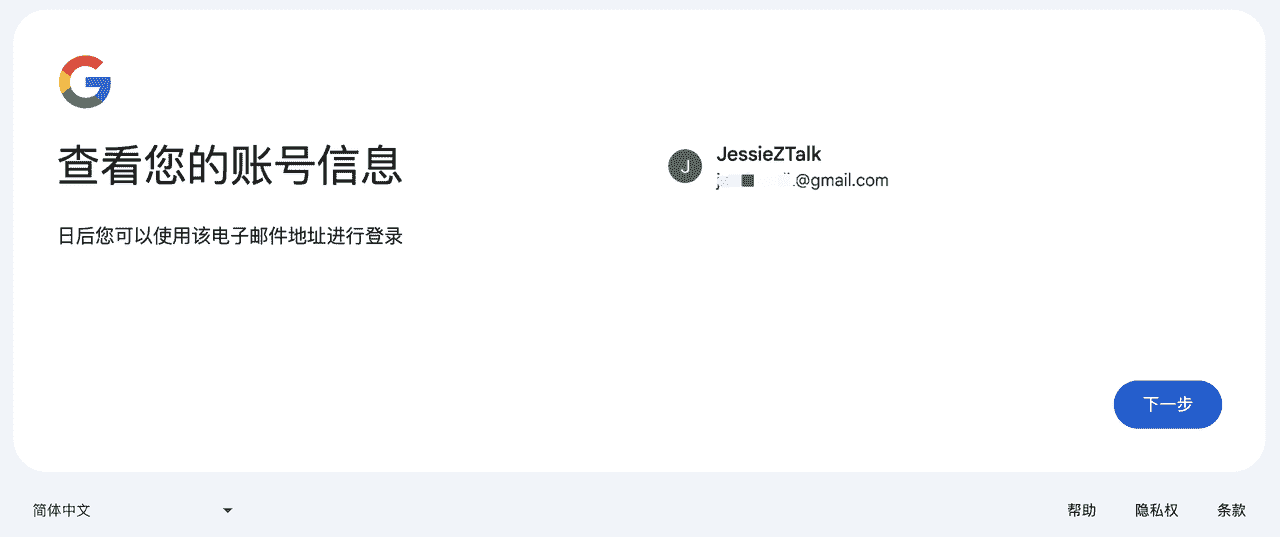 查看您的账号信息
日后您可以使用该电子邮件地址进行登录
J
JessieZTalk
@gmail.com
下一步
简体中文
帮助 隐私权 条款